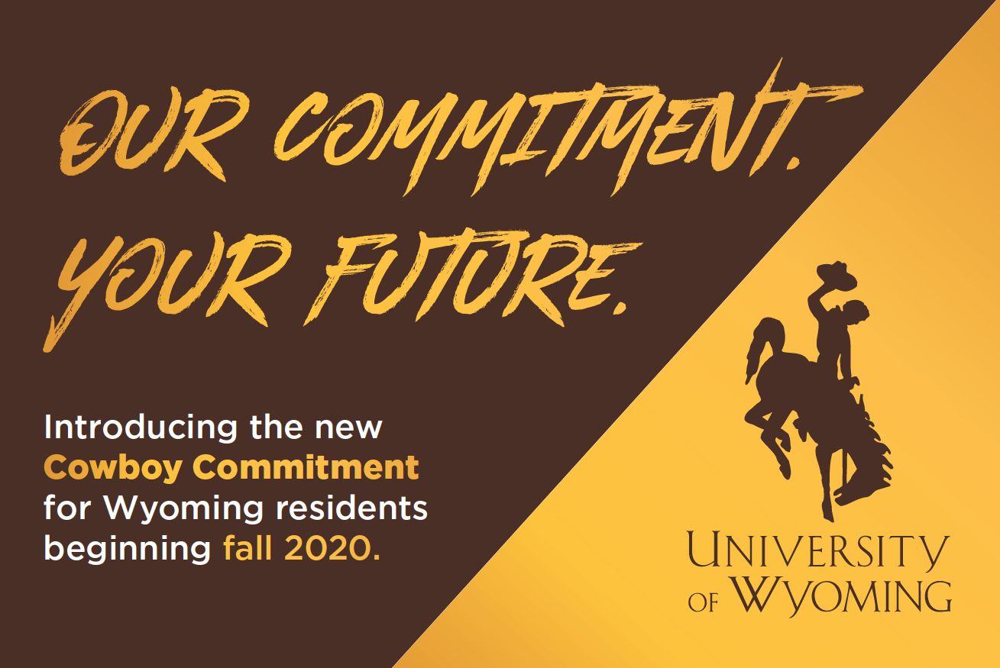 OUR COMMITMENT.
YOUR FUTURE.
Introducing the new
Cowboy Commitment
for Wyoming residents
beginning fall 2020.
UNIVERSITY
OF WYOMING